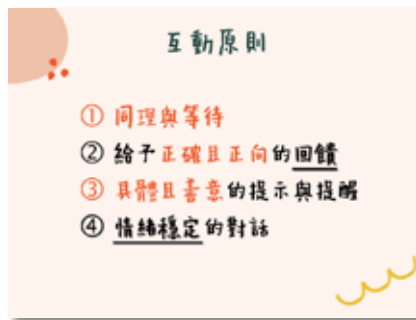 互動原則
① 同理與等待
② 給予正確且正向的回饋
③ 具體且善意的提示與提醒
④ 情緒穩定的對話